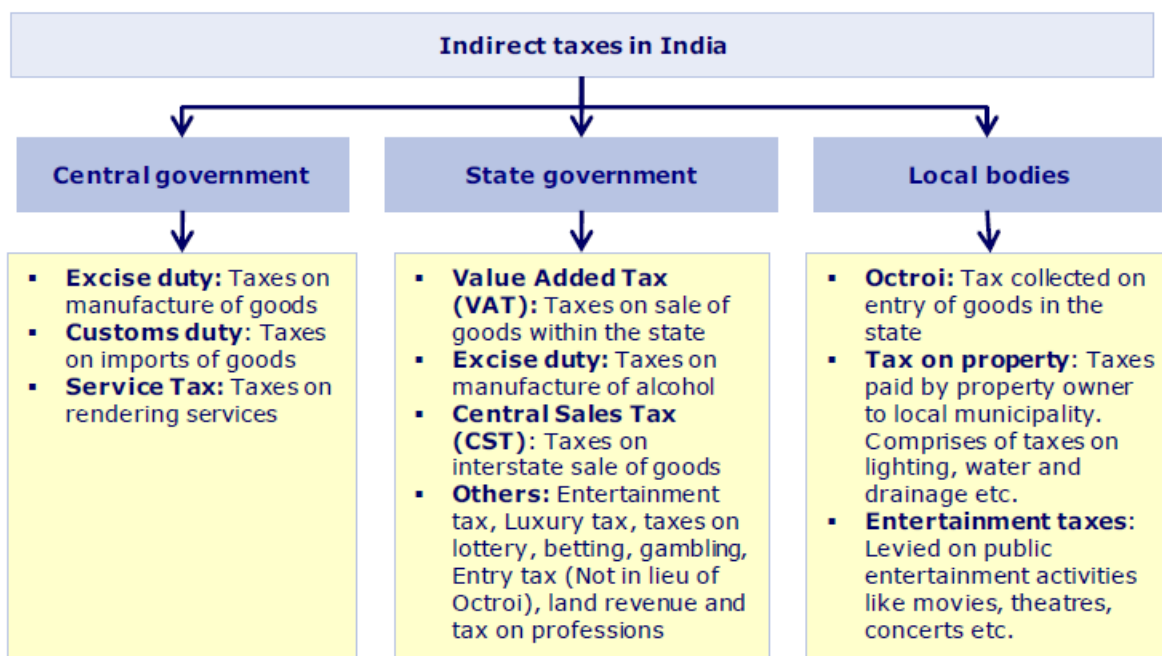 Indirect taxes in India
Central government
State government
Local bodies
▪ Excise duty: Taxes on
manufacture of goods
▪ Customs duty: Taxes
on imports of goods
▪ Service Tax: Taxes on
rendering services
▪ Value Added Tax
(VAT): Taxes on sale of
goods within the state
▪ Excise duty: Taxes on
manufacture of alcohol
▪ Central Sales Tax
(CST): Taxes on
interstate sale of goods
▪ Others: Entertainment
tax, Luxury tax, taxes on
lottery, betting, gambling,
Entry tax (Not in lieu of
Octroi), land revenue and
tax on professions
▪ Octroi: Tax collected on
entry of goods in the
state
▪ Tax on property: Taxes
paid by property owner
to local municipality.
Comprises of taxes on
lighting, water and
drainage etc.
▪ Entertainment taxes:
Levied on public
entertainment activities
like movies, theatres,
concerts etc.